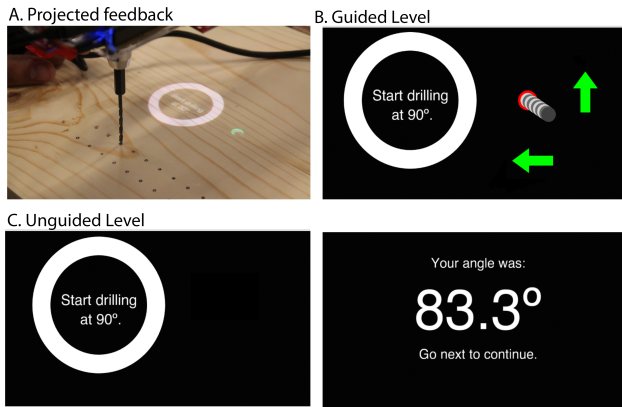 A. Projected feedback
B. Guided Level
Start drilling
at 90º.
C. Unguided Level
Start drilling
at 90º.
Your angle was:
83.3º
Go next to continue.